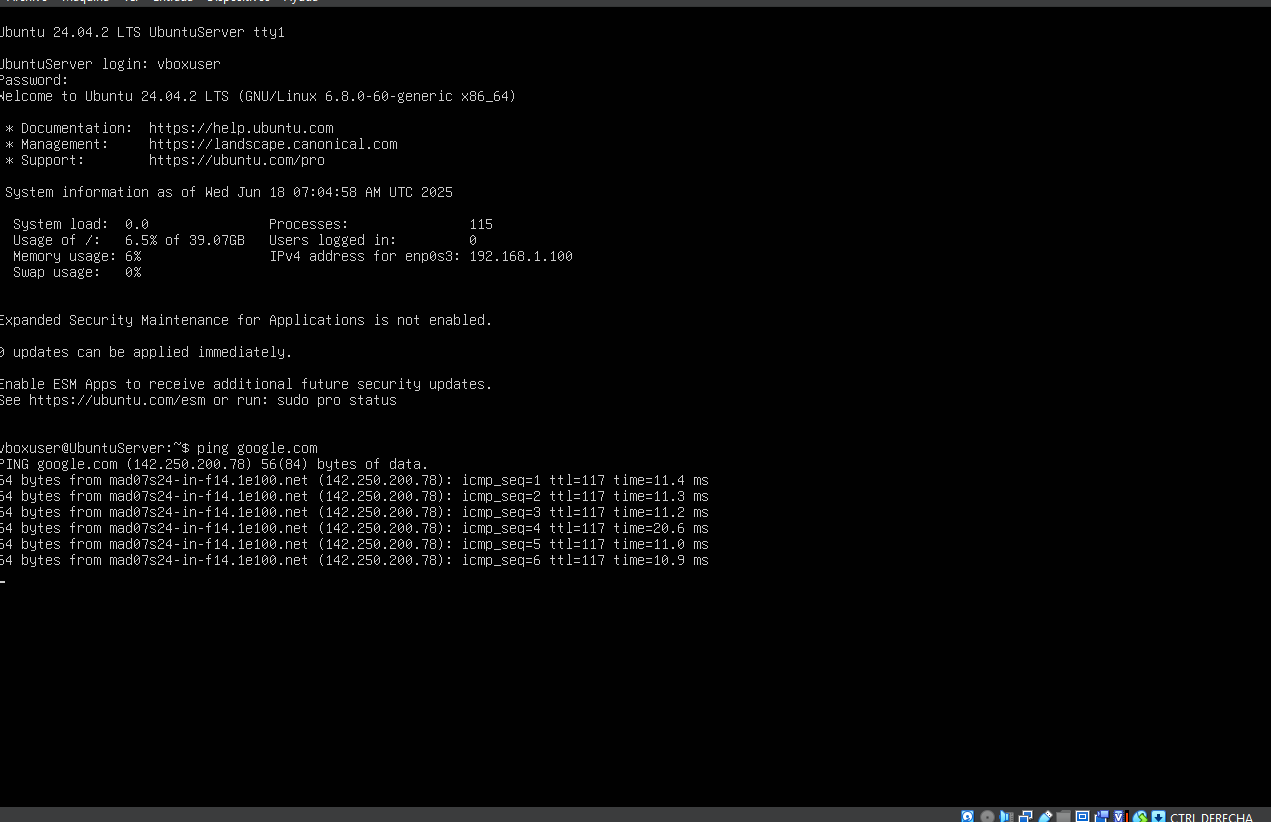 Archivo Máquina Ver Entrada Dispositivos Ayuda
Ubuntu 24.04.2 LTS UbuntuServer tty1
UbuntuServer login: vboxuser
Password:
Welcome to Ubuntu 24.04.2 LTS (GNU/Linux 6.8.0-60-generic x86_64)
* Documentation: https://help.ubuntu.com
* Management: https://landscape.canonical.com
* Support: https://ubuntu.com/pro
System information as of Wed Jun 18 07:04:58 AM UTC 2025
System load: 0.0 Processes: 115
Usage of /: 6.5% of 39.07GB Users logged in: 0
Memory usage: 6% IPv4 address for enp0s3: 192.168.1.100
Swap usage: 0%
Expanded Security Maintenance for Applications is not enabled.
0 updates can be applied immediately.
Enable ESM Apps to receive additional future security updates.
See https://ubuntu.com/esm or run: sudo pro status
vboxuser@UbuntuServer:~$ ping google.com
PING google.com (142.250.200.78) 56(84) bytes of data.
64 bytes from mad07s24-in-f14.1e100.net (142.250.200.78): icmp_seq=1 ttl=117 time=11.4 ms
64 bytes from mad07s24-in-f14.1e100.net (142.250.200.78): icmp_seq=2 ttl=117 time=11.3 ms
64 bytes from mad07s24-in-f14.1e100.net (142.250.200.78): icmp_seq=3 ttl=117 time=11.2 ms
64 bytes from mad07s24-in-f14.1e100.net (142.250.200.78): icmp_seq=4 ttl=117 time=20.6 ms
64 bytes from mad07s24-in-f14.1e100.net (142.250.200.78): icmp_seq=5 ttl=117 time=11.0 ms
64 bytes from mad07s24-in-f14.1e100.net (142.250.200.78): icmp_seq=6 ttl=117 time=10.9 ms
CTRL DERECHA